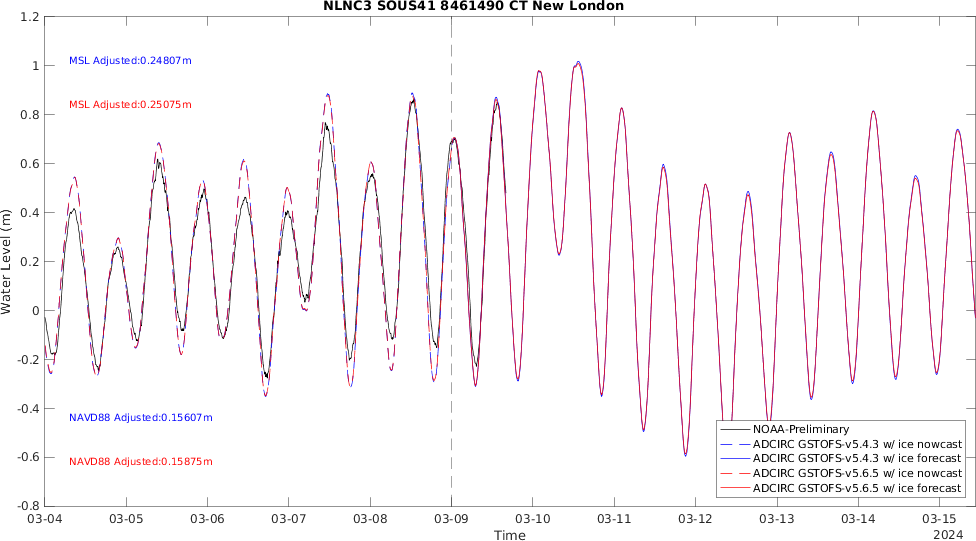 NLNC3 SOUS41 8461490 CT New London
1.2
1
0.8
0.6
0.4
0.2
0
-0.2
-0.4
-0.6
-0.8
Water Level (m)
MSL Adjusted:0.24807m
MSL Adjusted:0.25075m
NAVD88 Adjusted:0.15607m
NAVD88 Adjusted:0.15875m
NOAA-Preliminary
ADCIRC GSTOFS-v5.4.3 w/ ice nowcast
ADCIRC GSTOFS-v5.4.3 w/ ice forecast
ADCIRC GSTOFS-v5.6.5 w/ ice nowcast
ADCIRC GSTOFS-v5.6.5 w/ ice forecast
03-04 03-05 03-06 03-07 03-08 03-09 03-10 03-11 03-12 03-13 03-14 03-15
Time
2024